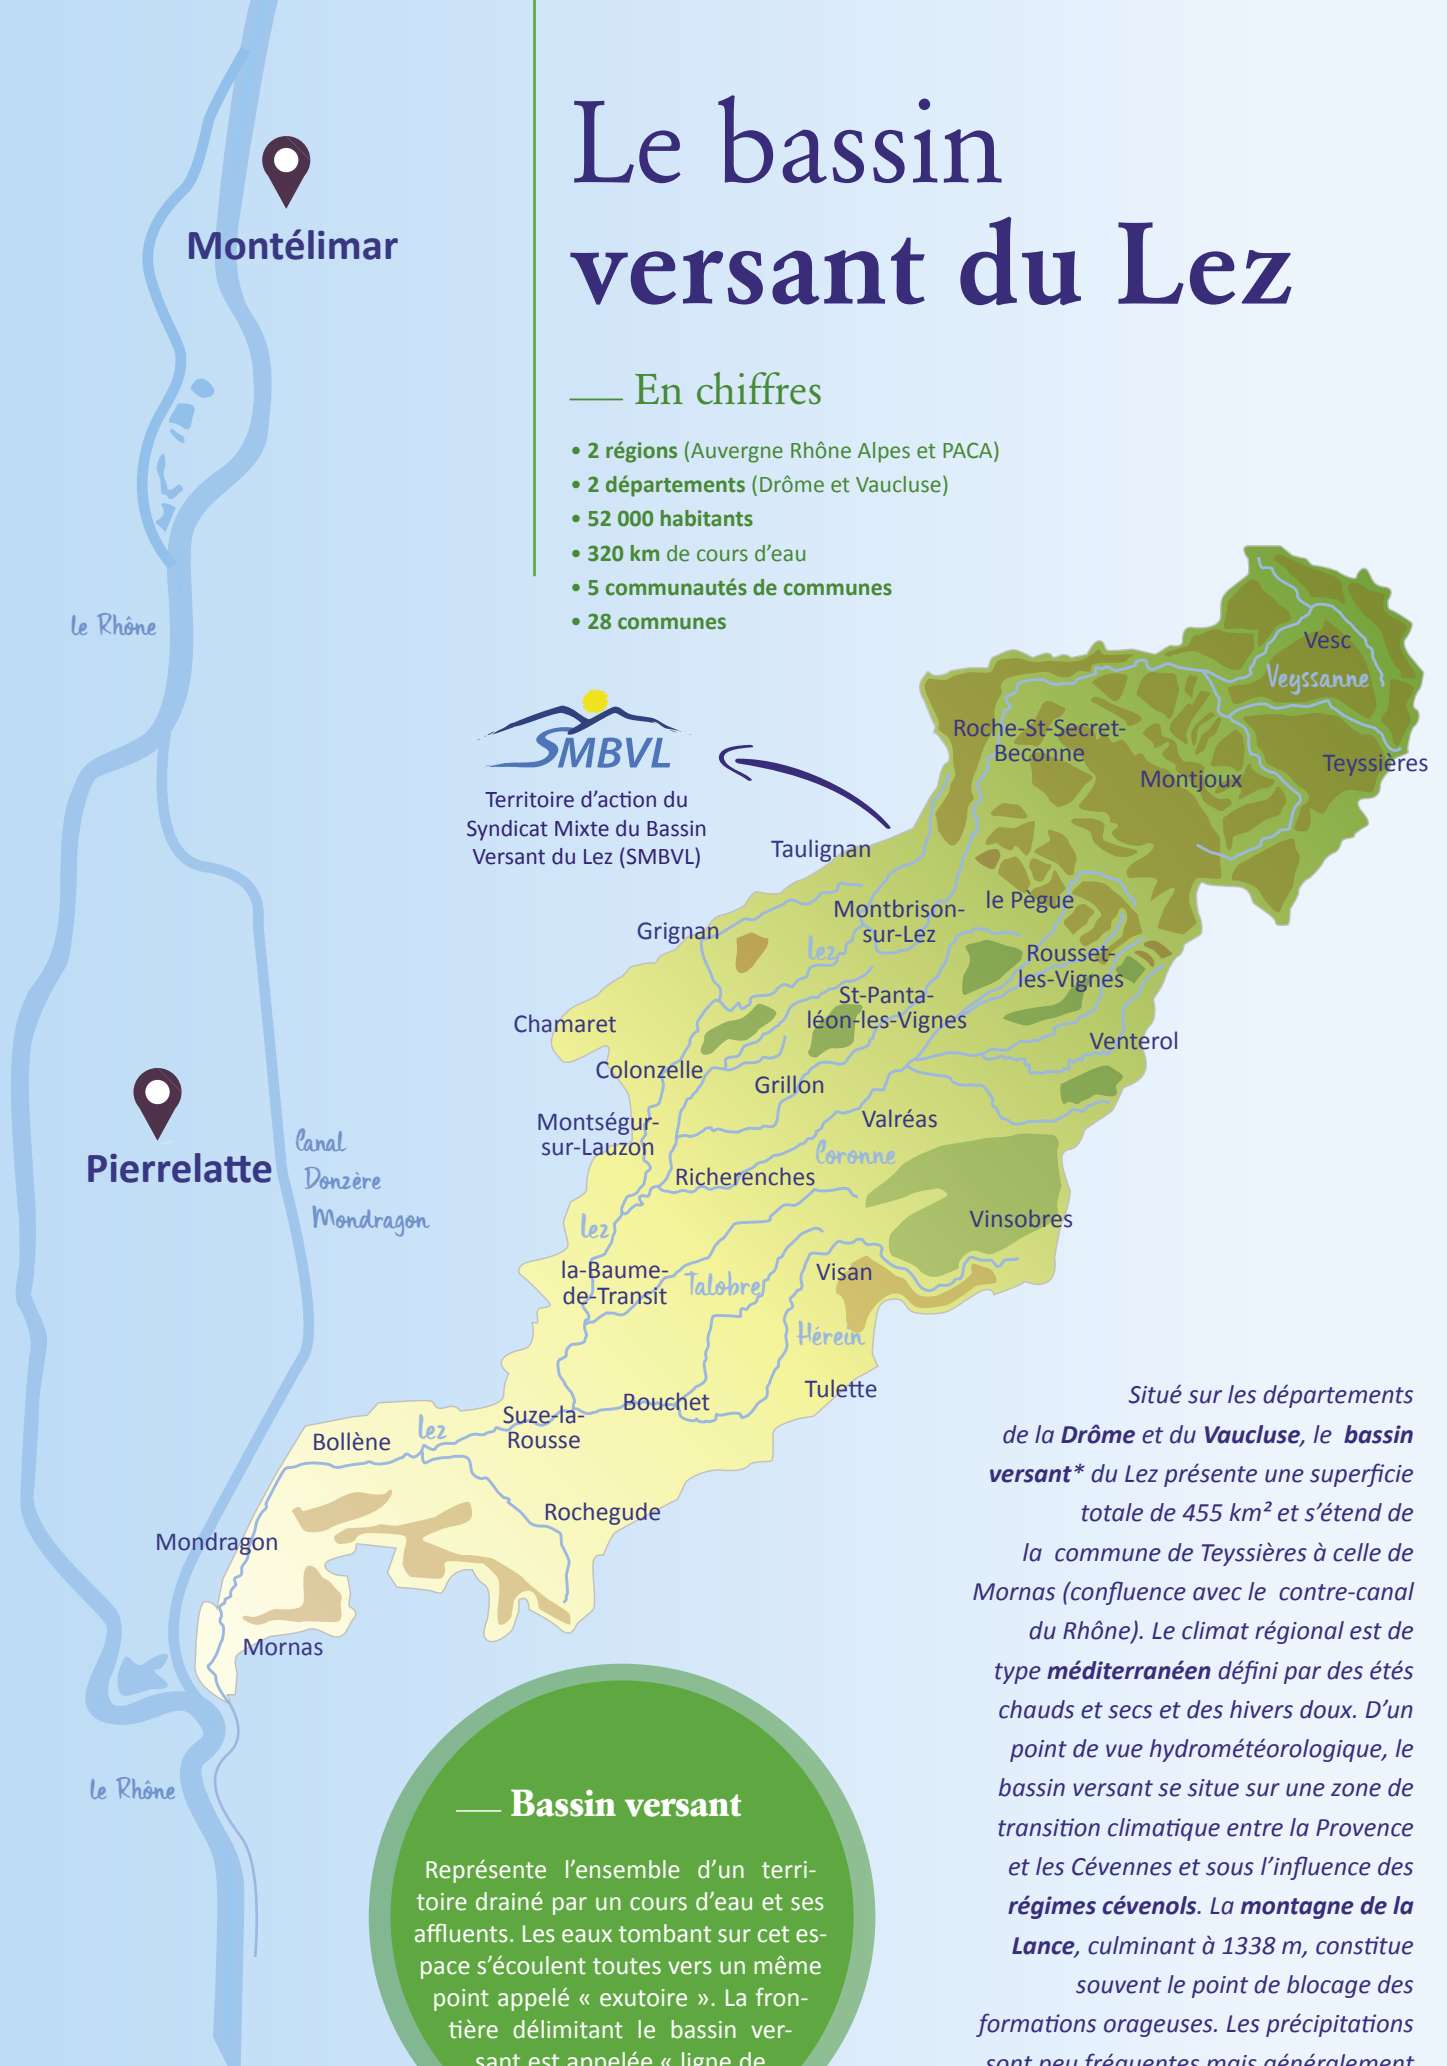 Le bassin
versant du Lez
En chiffres
• 2 régions (Auvergne Rhône Alpes et PACA)
• 2 départements (Drôme et Vaucluse)
• 52 000 habitants
• 320 km de cours d'eau
• 5 communautés de communes
• 28 communes
Montélimar
le Rhône
SMBVL
Territoire d'action du
Syndicat Mixte du Bassin
Versant du Lez (SMBVL)
Vesc
Veyssanne
Roche-St-Secret-
Beconne
Montjoux
Teyssières
Taulignan
le Pègue
Montbrison-
sur-Lez
Grignan
Lez
Rousset-
les-Vignes
St-Panta-
léon-les-Vignes
Chamaret
Venterol
Colonzelle
Grillon
Montségur-
sur-Lauzon
Valréas
Coronne
Richerenches
Pierrelatte
Canal
Donzère
Mondragon
Lez
Vinsobres
la-Baume-
de-Transit
Talobre
Visan
Hérein
Tulette
Bouchet
Suze-la-
Rousse
Lez
Bollène
Rochegude
Mondragon
Mornas
le Rhône
Situé sur les départements
de la Drôme et du Vaucluse, le bassin
versant* du Lez présente une superficie
totale de 455 km² et s'étend de
la commune de Teyssières à celle de
Mornas (confluence avec le contre-canal
du Rhône). Le climat régional est de
type méditerranéen défini par des étés
chauds et secs et des hivers doux. D'un
point de vue hydrométéorologique, le
bassin versant se situe sur une zone de
transition climatique entre la Provence
et les Cévennes et sous l'influence des
régimes cévenols. La montagne de la
Lance, culminant à 1338 m, constitue
souvent le point de blocage des
formations orageuses. Les précipitations
sont peu fréquentes mais généralement
Bassin versant
Représente l'ensemble d'un terri-
toire drainé par un cours d'eau et ses
affluents. Les eaux tombant sur cet es-
pace s'écoulent toutes vers un même
point appelé « exutoire ». La fron-
tière délimitant le bassin ver-
sant est appelée « ligne de